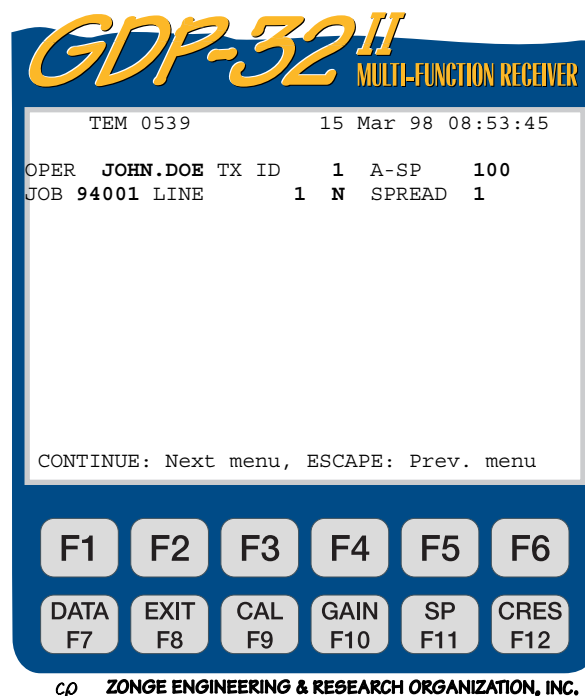 GDP-32 II
MULTI-FUNCTION RECEIVER
TEM 0539 15 Mar 98 08:53:45
OPER JOHN.DOE TX ID 1 A-SP 100
JOB 94001 LINE 1 N SPREAD 1
CONTINUE: Next menu, ESCAPE: Prev. menu
F1 F2 F3 F4 F5 F6
DATA F7 EXIT F8 CAL F9 GAIN F10 SP F11 CRES F12
ZONGE ENGINEERING & RESEARCH ORGANIZATION, INC.